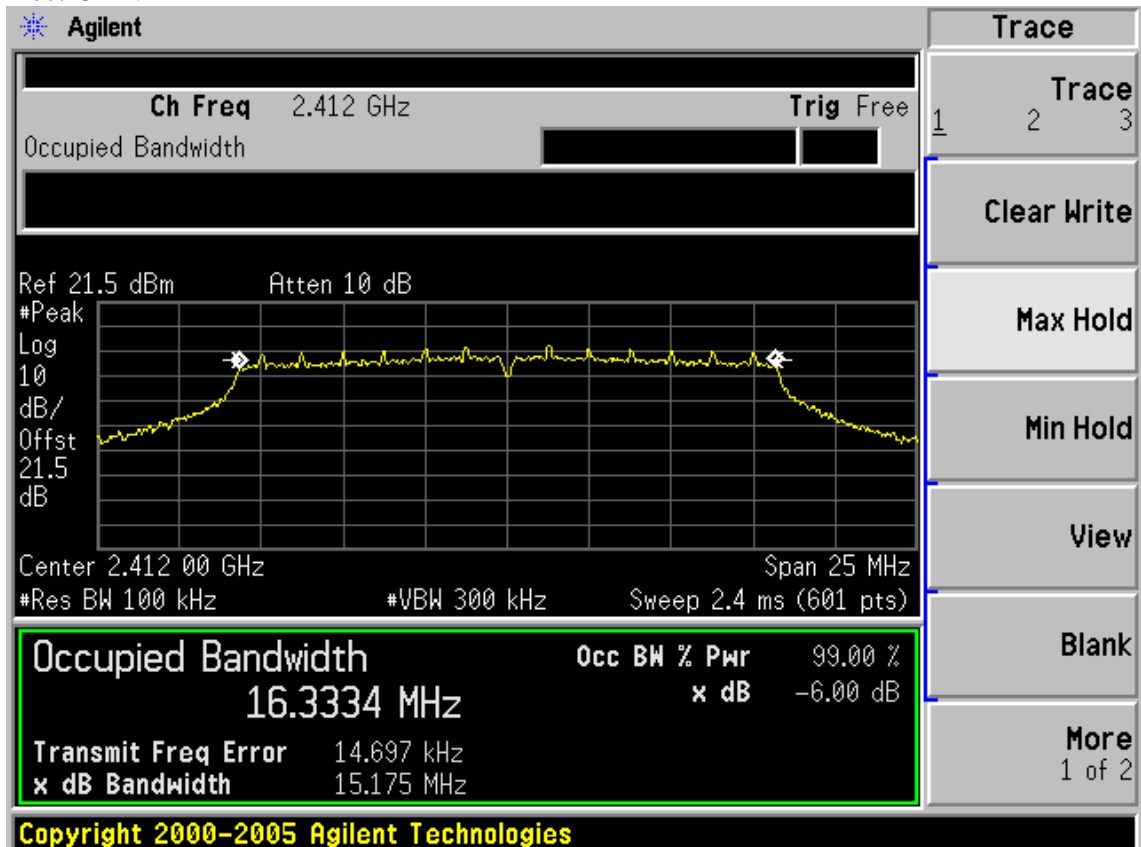 Agilent
Trace
Ch Freq 2.412 GHz Trig Free
Occupied Bandwidth
Trace
1 2 3
Clear Write
Max Hold
Min Hold
View
Blank
More
1 of 2
Ref 21.5 dBm Atten 10 dB
#Peak
Log
10
dB/
Offst
21.5
dB
Center 2.412 00 GHz Span 25 MHz
#Res BW 100 kHz #VBW 300 kHz Sweep 2.4 ms (601 pts)
Occupied Bandwidth Occ BW % Pwr 99.00 %
16.3334 MHz x dB -6.00 dB
Transmit Freq Error 14.697 kHz
x dB Bandwidth 15.175 MHz
Copyright 2000-2005 Agilent Technologies